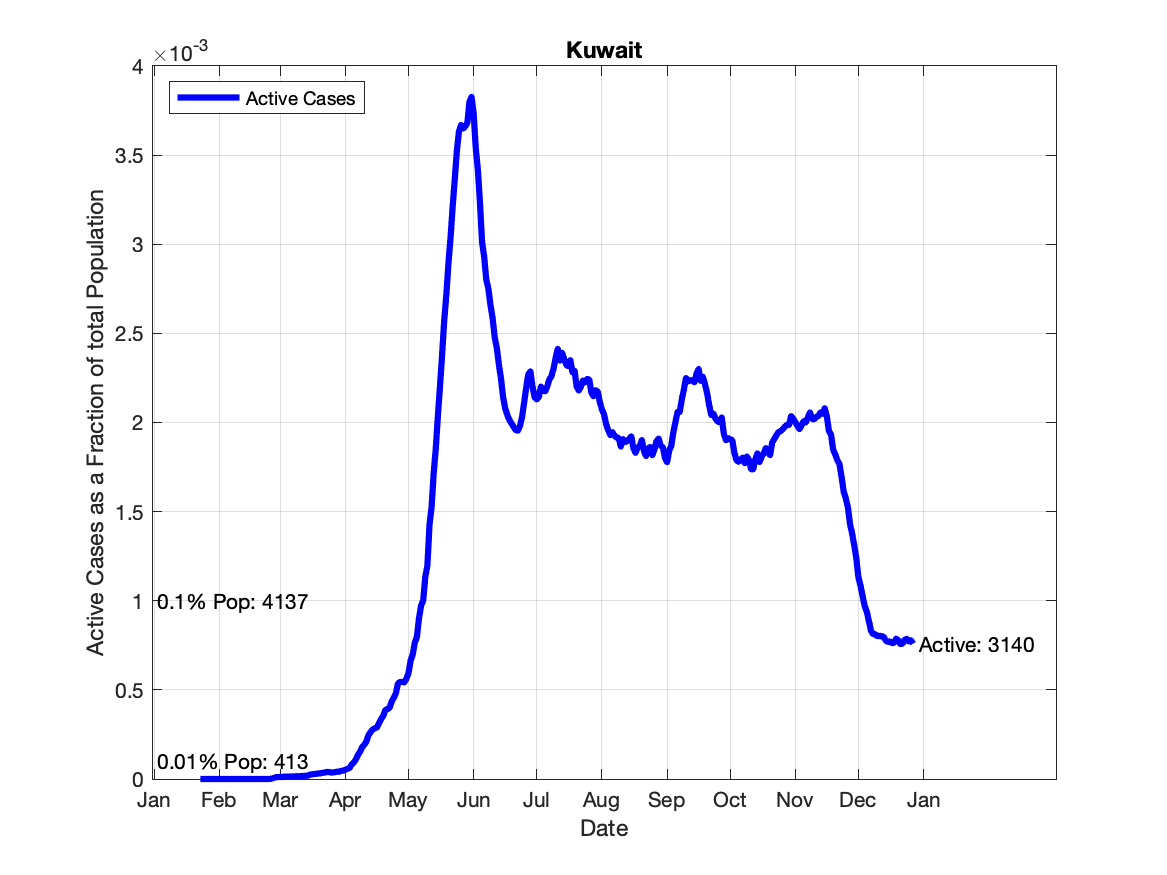 Kuwait
×10-3
Active Cases
4
3.5
3
2.5
2
1.5
1
0.5
0
Active Cases as a Fraction of total Population
0.1% Pop: 4137
0.01% Pop: 413
Active: 3140
Jan Feb Mar Apr May Jun Jul Aug Sep Oct Nov Dec Jan
Date